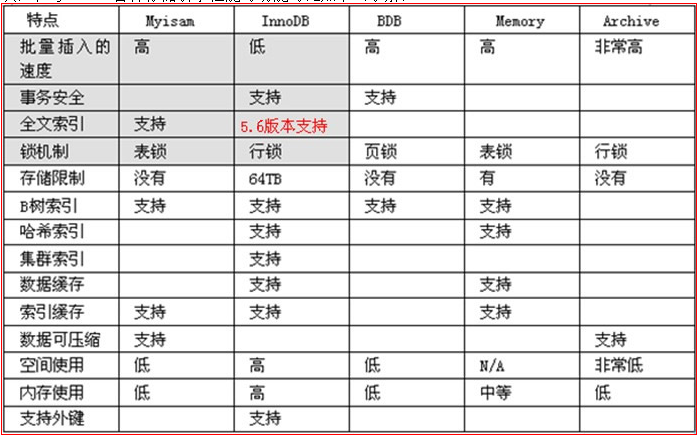 特点 Myisam InnoDB BDB Memory Archive
批量插入的 高 低 高 高 非常高
速度
事务安全 支持 支持
全文索引 支持 5.6版本支持
锁机制 表锁 行锁 页锁 表锁 行锁
存储限制 没有 64TB 没有 有 没有
B树索引 支持 支持 支持 支持
哈希索引 支持 支持
集群索引 支持
数据缓存 支持 支持
索引缓存 支持 支持 支持
数据可压缩 支持 支持
空间使用 低 高 低 N/A 非常低
内存使用 低 高 低 中等 低
支持外键 支持